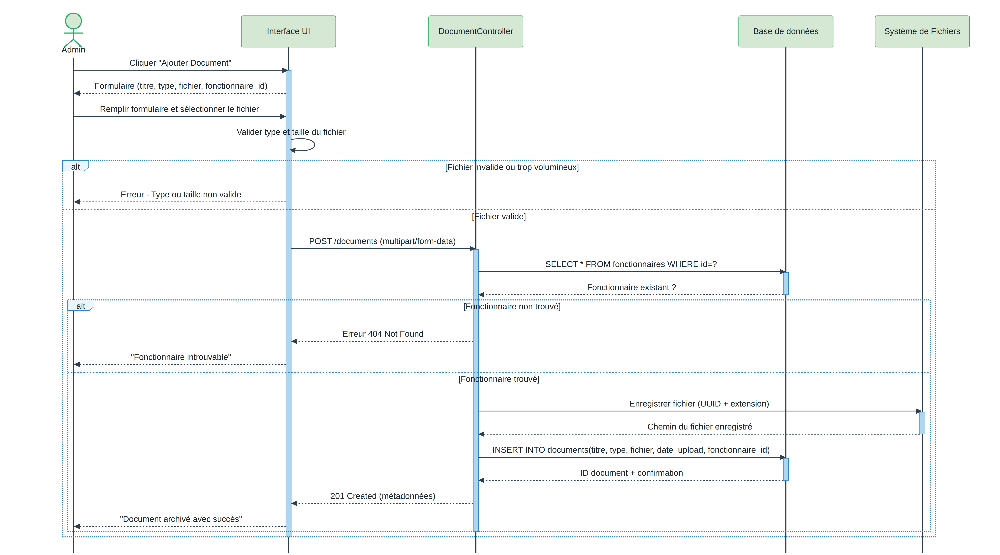 Interface UI
DocumentController
Base de données
Système de Fichiers
Admin
Cliquer "Ajouter Document"
Formulaire (titre, type, fichier, fonctionnaire_id)
Remplir formulaire et sélectionner le fichier
Valider type et taille du fichier
alt
[Fichier invalide ou trop volumineux]
Erreur - Type ou taille non valide
[Fichier valide]
POST /documents (multipart/form-data)
SELECT * FROM fonctionnaires WHERE id=?
Fonctionnaire existant ?
alt
[Fonctionnaire non trouvé]
Erreur 404 Not Found
"Fonctionnaire introuvable"
[Fonctionnaire trouvé]
Enregistrer fichier (UUID + extension)
Chemin du fichier enregistré
INSERT INTO documents(titre, type, fichier, date_upload, fonctionnaire_id)
ID document + confirmation
201 Created (métadonnées)
"Document archivé avec succès"